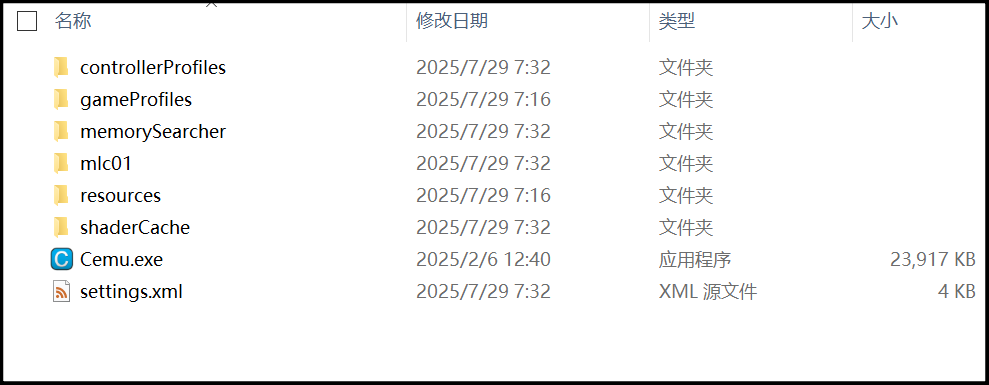 名称 修改日期 类型 大小
controllerProfiles 2025/7/29 7:32 文件夹
gameProfiles 2025/7/29 7:16 文件夹
memorySearcher 2025/7/29 7:32 文件夹
mlc01 2025/7/29 7:32 文件夹
resources 2025/7/29 7:16 文件夹
shaderCache 2025/7/29 7:32 文件夹
Cemu.exe 2025/2/6 12:40 应用程序 23,917 KB
settings.xml 2025/7/29 7:32 XML 源文件 4 KB